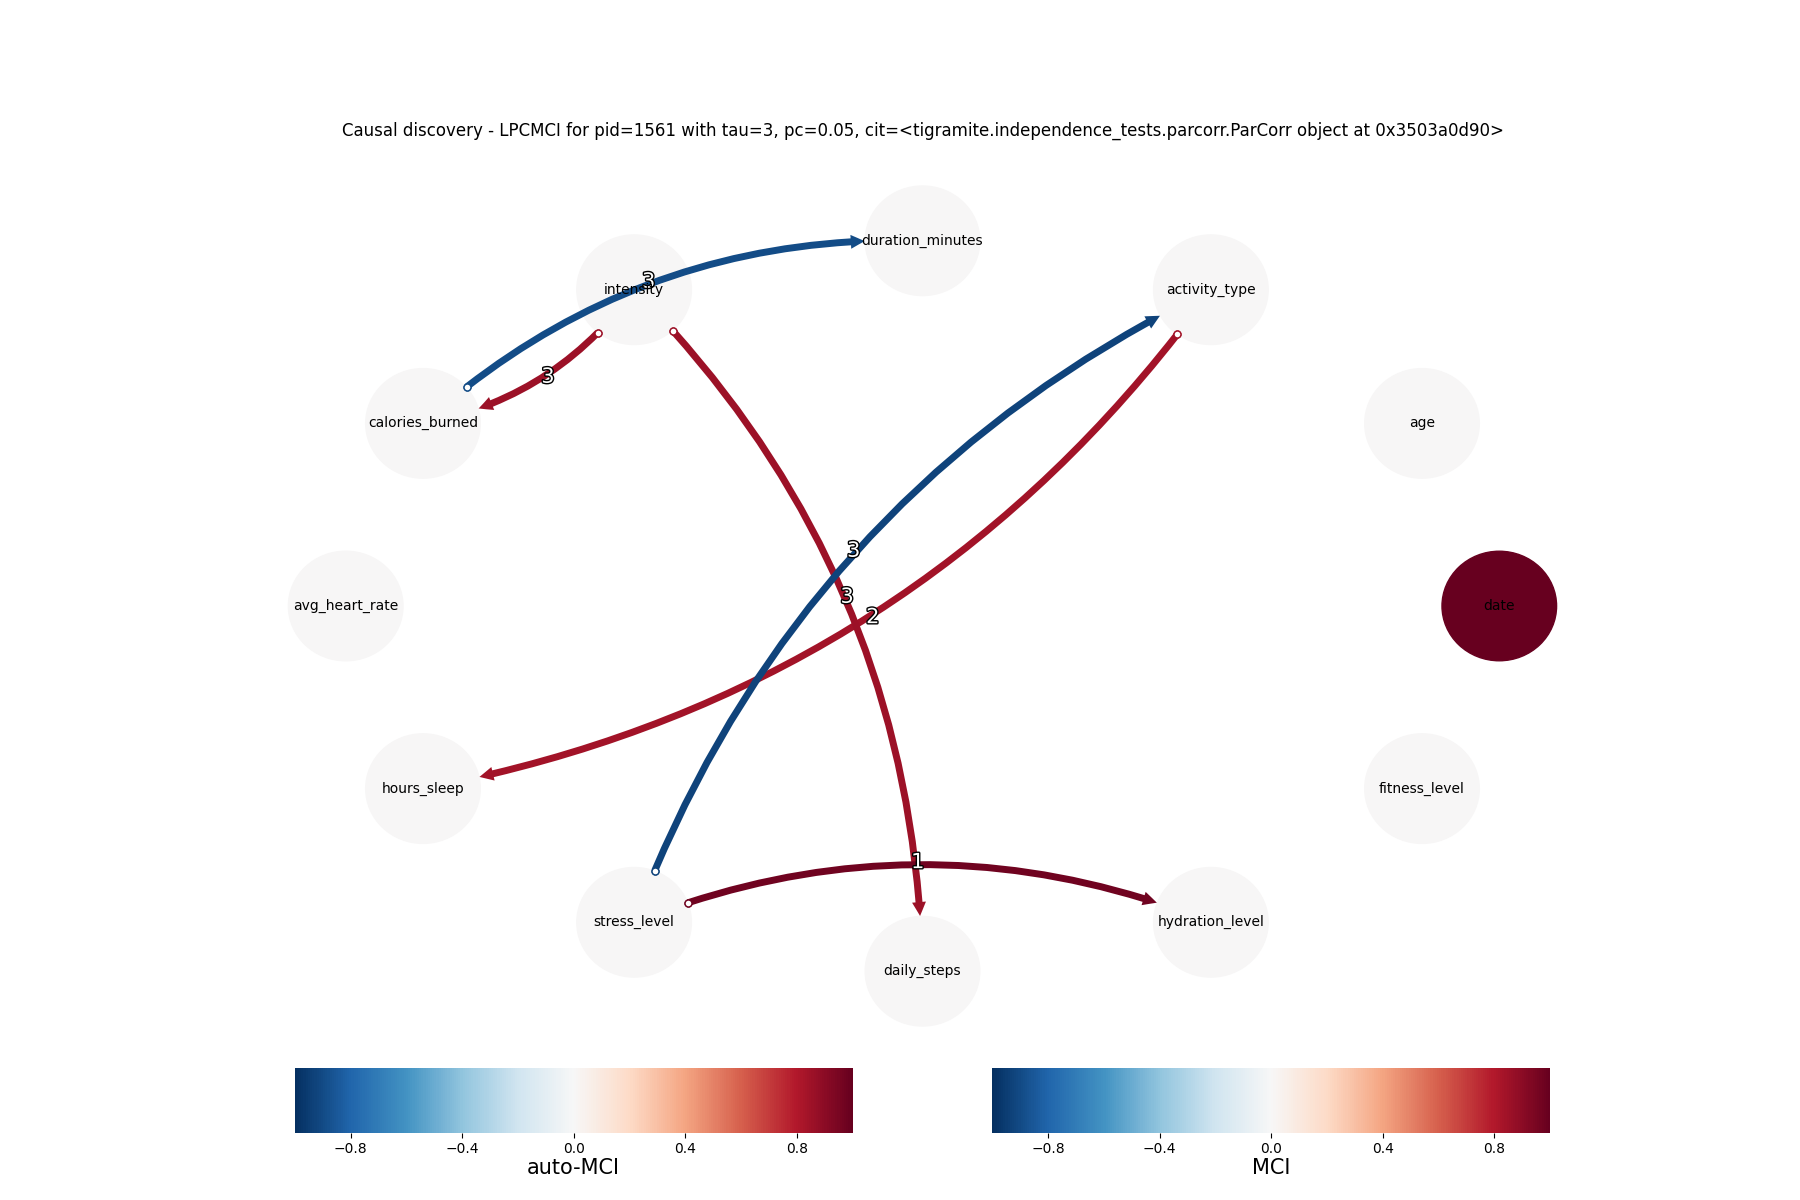 Causal discovery - LPCMCI for pid=1561 with tau=3, pc=0.05, cit=<tigramite.independence_tests.parcorr.ParCorr object at 0x3503a0d90>
duration_minutes
3
intensity
activity_type
3
calories_burned
age
3
3
2
avg_heart_rate
date
hours_sleep
fitness_level
1
stress_level
hydration_level
daily_steps
−0.8 −0.4 0.0 0.4 0.8
auto-MCI
−0.8 −0.4 0.0 0.4 0.8
MCI